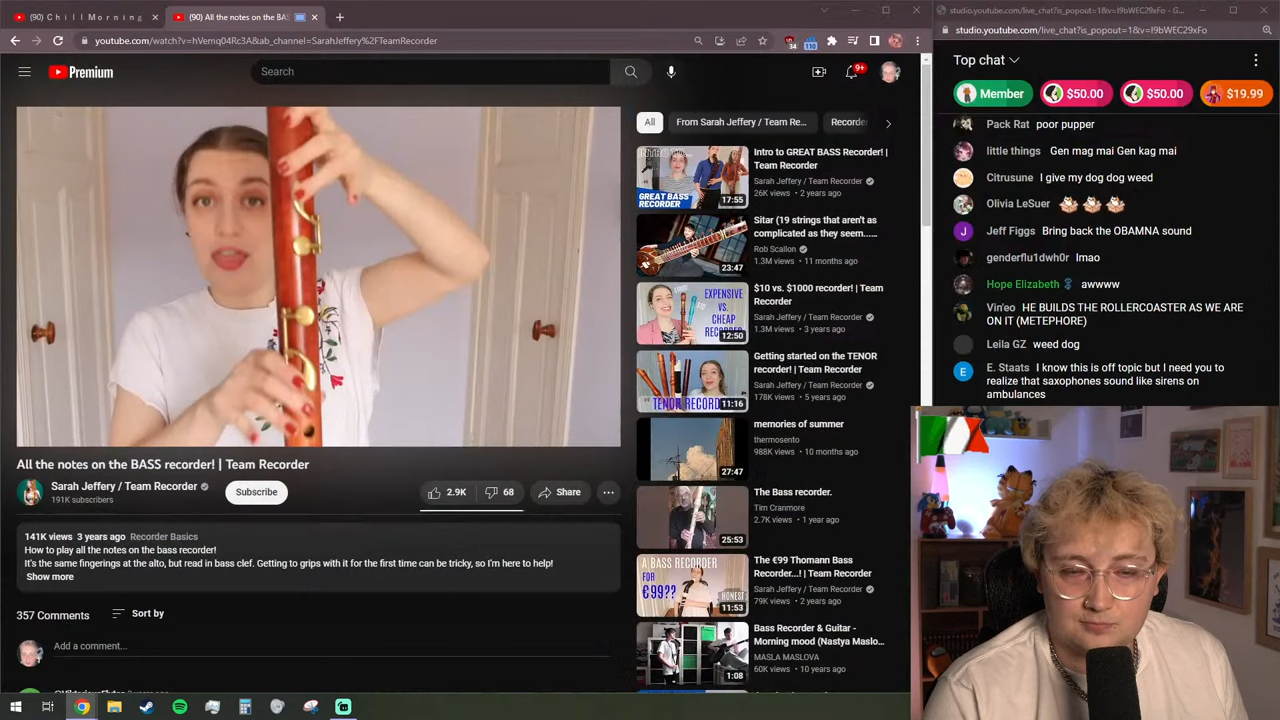 (90) C h i l l M o r n i n g
(90) All the notes on the BAS
studio.youtube.com/live_chat?is_popout=1&v=I9bWEC29xFo - G...
youtube.com/watch?v=hVemq04Rc3A&ab_channel=SarahJeffery%2FTeamRecorder
34
110
studio.youtube.com/live_chat?is_popout=1&v=I9bWEC29xFo
Premium
Search
9+
Top chat
Member
$50.00
$50.00
$19.99
All
From Sarah Jeffery / Team Re...
Recorder
Pack Rat poor pupper
little things Gen mag mai Gen kag mai
Citrusune I give my dog dog weed
Olivia LeSuer
Jeff Figgs Bring back the OBAMNA sound
genderflu1dwh0r lmao
Hope Elizabeth awwww
Vin'eo HE BUILDS THE ROLLERCOASTER AS WE ARE
ON IT (METEPHORE)
Leila GZ weed dog
E. Staats I know this is off topic but I need you to
realize that saxophones sound like sirens on
ambulances
GREAT BASS
RECORDER
17:55
Intro to GREAT BASS Recorder! |
Team Recorder
Sarah Jeffery / Team Recorder
26K views • 2 years ago
23:47
Sitar (19 strings that aren't as
complicated as they seem.....
Rob Scallon
1.3M views • 11 months ago
EXPENSIVE
VS.
CHEAP
RECORDER
12:50
$10 vs. $1000 recorder! | Team
Recorder
Sarah Jeffery / Team Recorder
1.3M views • 3 years ago
TENOR RECORD
11:16
Getting started on the TENOR
recorder! | Team Recorder
Sarah Jeffery / Team Recorder
178K views • 5 years ago
27:47
memories of summer
thermosento
988K views • 10 months ago
25:53
The Bass recorder.
Tim Cranmore
2.7K views • 1 year ago
A BASS RECORDER
FOR
€99??
HONEST
11:53
The €99 Thomann Bass
Recorder...! | Team Recorder
Sarah Jeffery / Team Recorder
79K views • 2 years ago
1:08
Bass Recorder & Guitar -
Morning mood (Nastya Maslo...
MASLA MASLOVA
60K views • 10 years ago
All the notes on the BASS recorder! | Team Recorder
Sarah Jeffery / Team Recorder
191K subscribers
Subscribe
2.9K
68
Share
141K views 3 years ago Recorder Basics
How to play all the notes on the bass recorder!
It's the same fingerings at the alto, but read in bass clef. Getting to grips with it for the first time can be tricky, so I'm here to help!
Show more
357 Comments
Sort by
Add a comment...